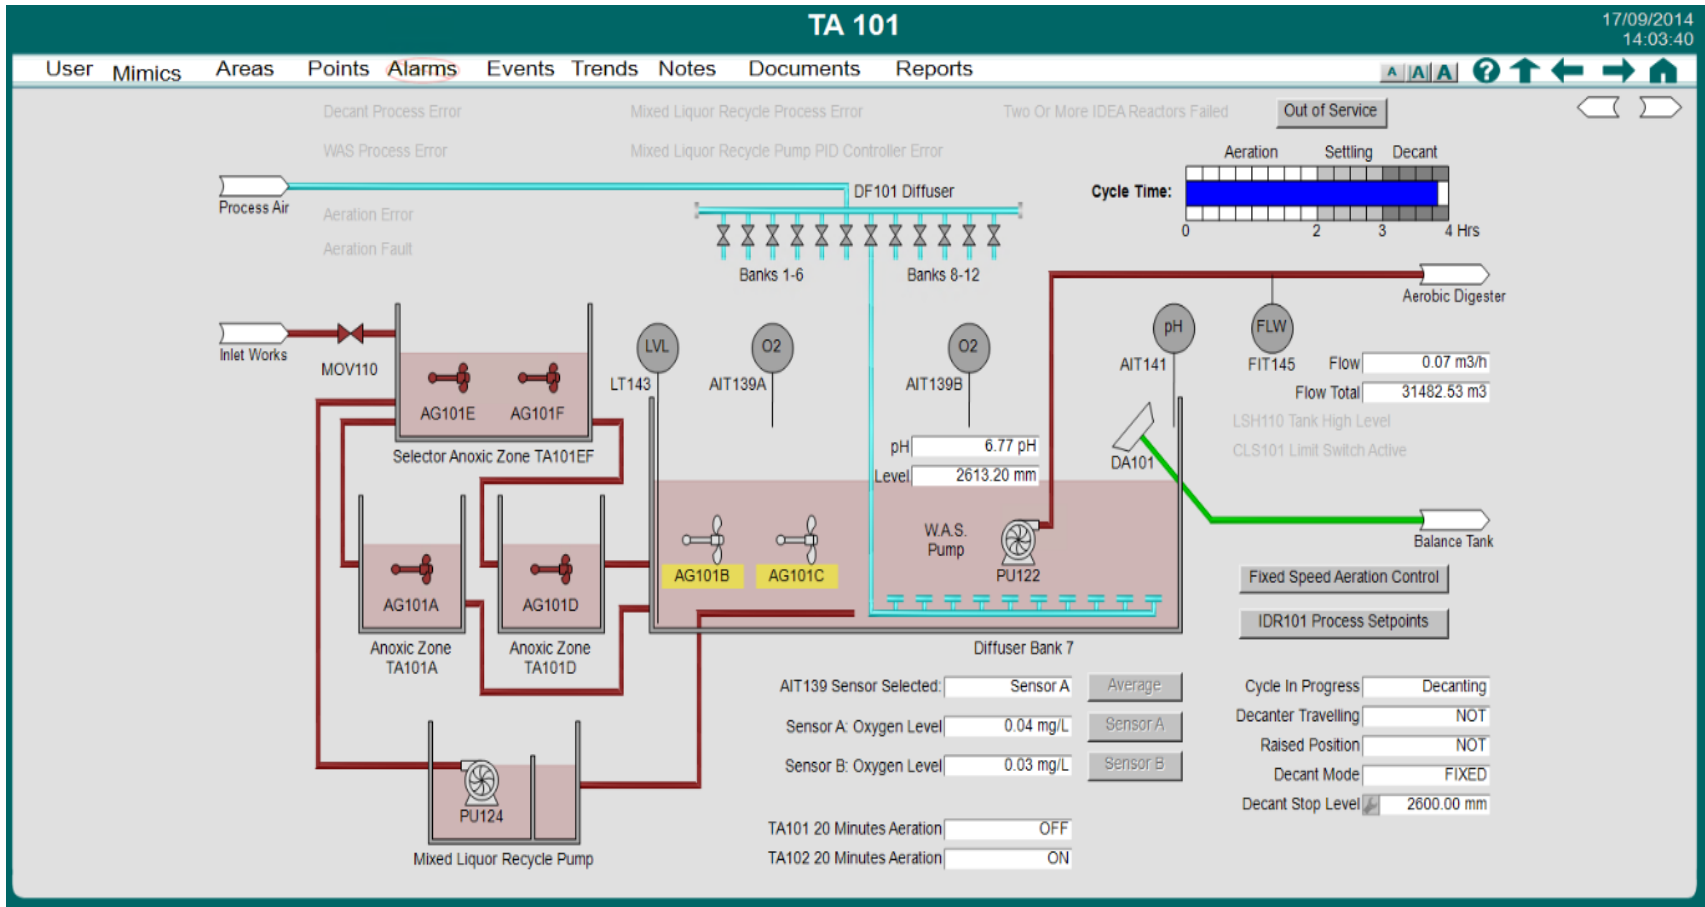 TA 101
17/09/2014
14:03:40
User Mimics Areas Points Alarms Events Trends Notes Documents Reports
A A A ?
Decant Process Error
Mixed Liquor Recycle Process Error
Two Or More IDEA Reactors Failed
Out of Service
WAS Process Error
Mixed Liquor Recycle Pump PID Controller Error
Aeration Settling Decant
Cycle Time:
0 2 3 4 Hrs
Process Air
DF101 Diffuser
Aeration Error
Aeration Fault
Banks 1-6
Banks 8-12
Aerobic Digester
Inlet Works
MOV110
LVL
LT143
O2
AIT139A
O2
AIT139B
pH
AIT141
FLW
FIT145
Flow 0.07 m3/h
Flow Total 31482.53 m3
LSH110 Tank High Level
CLS101 Limit Switch Active
AG101E
AG101F
Selector Anoxic Zone TA101EF
pH 6.77 pH
Level 2613.20 mm
DA101
W.A.S.
Pump
PU122
Balance Tank
AG101B
AG101C
AG101A
AG101D
Anoxic Zone
TA101A
Anoxic Zone
TA101D
Diffuser Bank 7
Fixed Speed Aeration Control
IDR101 Process Setpoints
AIT139 Sensor Selected: Sensor A Average
Sensor A: Oxygen Level 0.04 mg/L Sensor A
Sensor B: Oxygen Level 0.03 mg/L Sensor B
Cycle In Progress Decanting
Decanter Travelling NOT
Raised Position NOT
Decant Mode FIXED
Decant Stop Level 2600.00 mm
PU124
Mixed Liquor Recycle Pump
TA101 20 Minutes Aeration OFF
TA102 20 Minutes Aeration ON